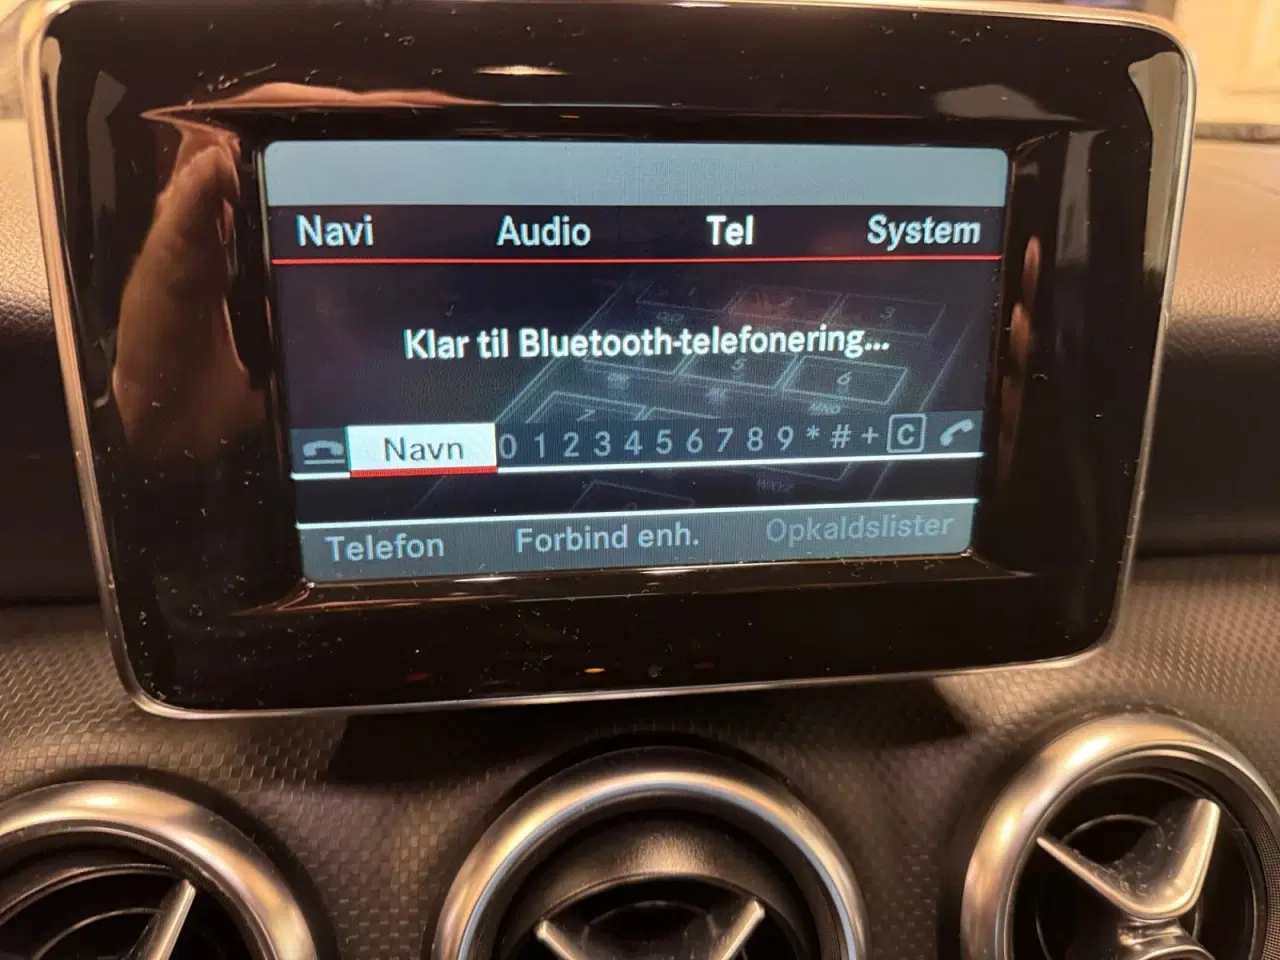 Navi Audio Tel System
Klar til Bluetooth-telefonering...
Navn 0 1 2 3 4 5 6 7 8 9 * # + C
Telefon Forbind enh. Opkaldslister